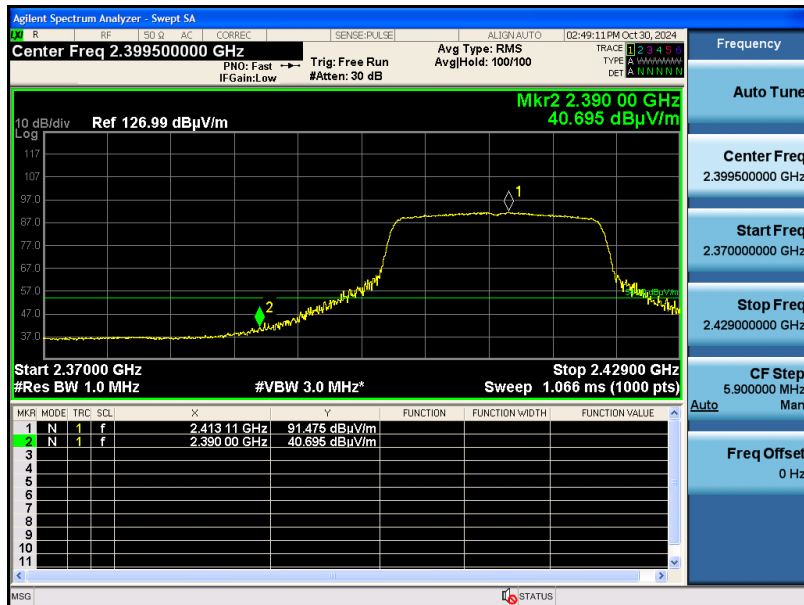 Agilent Spectrum Analyzer - Swept SA
LXI R RF 50 Ω AC CORREC SENSE:PULSE ALIGN AUTO 02:49:11 PM Oct 30, 2024
Center Freq 2.399500000 GHz
PNO: Fast
IFGain:Low
Trig: Free Run
#Atten: 30 dB
Avg Type: RMS
Avg|Hold: 100/100
TRACE 1 2 3 4 5 6
TYPE A WWWWW
DET A N N N N N
Mkr2 2.390 00 GHz
40.695 dBµV/m
10 dB/div Ref 126.99 dBµV/m
Log
117
107
97.0
87.0
77.0
67.0
57.0
47.0
37.0
1
2
Start 2.37000 GHz Stop 2.42900 GHz
#Res BW 1.0 MHz #VBW 3.0 MHz* Sweep 1.066 ms (1000 pts)
MKR MODE TRC SCL X Y FUNCTION FUNCTION WIDTH FUNCTION VALUE
1 N 1 f 2.413 11 GHz 91.475 dBµV/m
2 N 1 f 2.390 00 GHz 40.695 dBµV/m
3
4
5
6
7
8
9
10
11
MSG STATUS
Frequency
Auto Tune
Center Freq
2.399500000 GHz
Start Freq
2.370000000 GHz
Stop Freq
2.429000000 GHz
CF Step
5.900000 MHz
Auto Man
Freq Offset
0 Hz